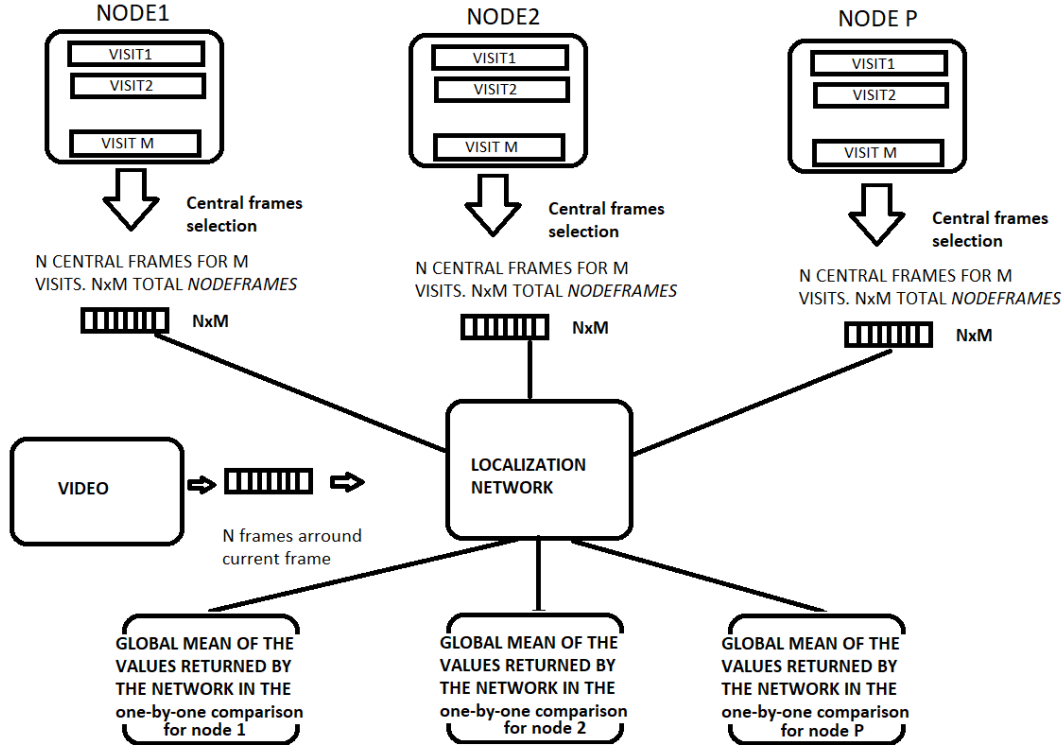 NODE1
NODE2
NODE P
VISIT1
VISIT2
VISIT M
VISIT1
VISIT2
VISIT M
VISIT1
VISIT2
VISIT M
Central frames
selection
Central frames
selection
Central frames
selection
N CENTRAL FRAMES FOR M
VISITS. NxM TOTAL NODEFRAMES
NxM
N CENTRAL FRAMES FOR M
VISITS. NxM TOTAL NODEFRAMES
NxM
N CENTRAL FRAMES FOR M
VISITS. NxM TOTAL NODEFRAMES
NxM
VIDEO
N frames arround
current frame
LOCALIZATION
NETWORK
GLOBAL MEAN OF THE
VALUES RETURNED BY
THE NETWORK IN THE
one-by-one comparison
for node 1
GLOBAL MEAN OF THE
VALUES RETURNED BY
THE NETWORK IN THE
one-by-one comparison
for node 2
GLOBAL MEAN OF THE
VALUES RETURNED BY
THE NETWORK IN THE
one-by-one comparison
for node P